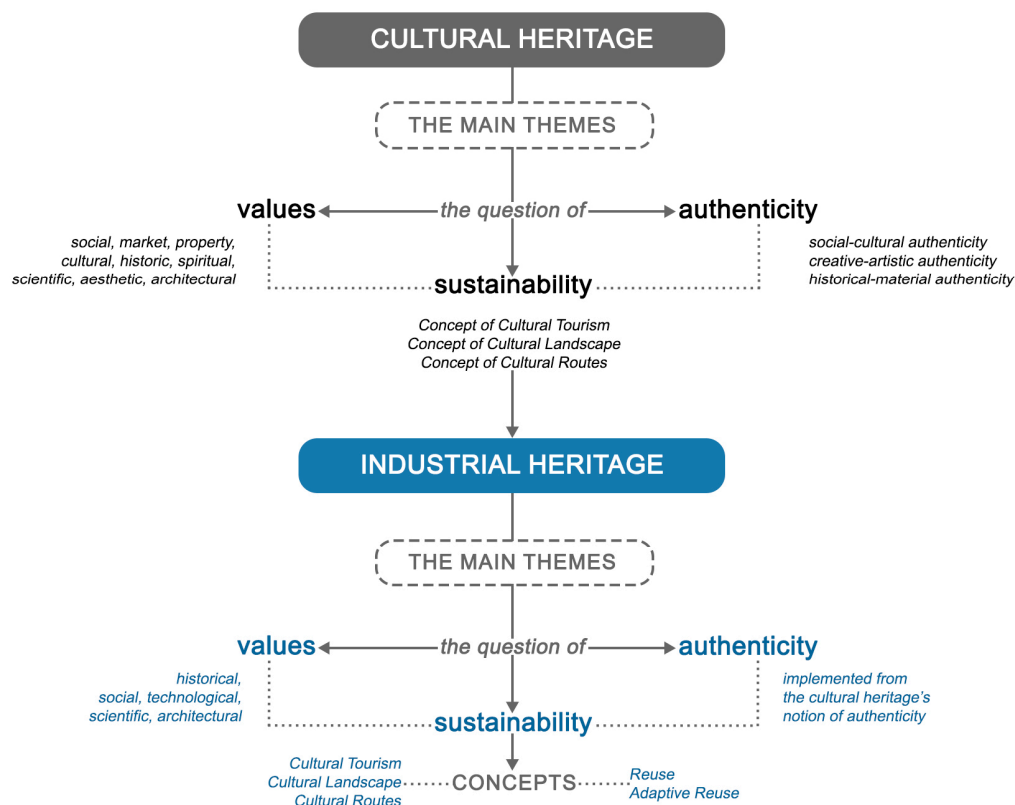 CULTURAL HERITAGE
THE MAIN THEMES
values
the question of
authenticity
social, market, property,
cultural, historic, spiritual,
scientific, aesthetic, architectural
social-cultural authenticity
creative-artistic authenticity
historical-material authenticity
sustainability
Concept of Cultural Tourism
Concept of Cultural Landscape
Concept of Cultural Routes
INDUSTRIAL HERITAGE
THE MAIN THEMES
values
the question of
authenticity
historical,
social, technological,
scientific, architectural
implemented from
the cultural heritage's
notion of authenticity
sustainability
Cultural Tourism
Cultural Landscape
Cultural Routes
CONCEPTS
Reuse
Adaptive Reuse